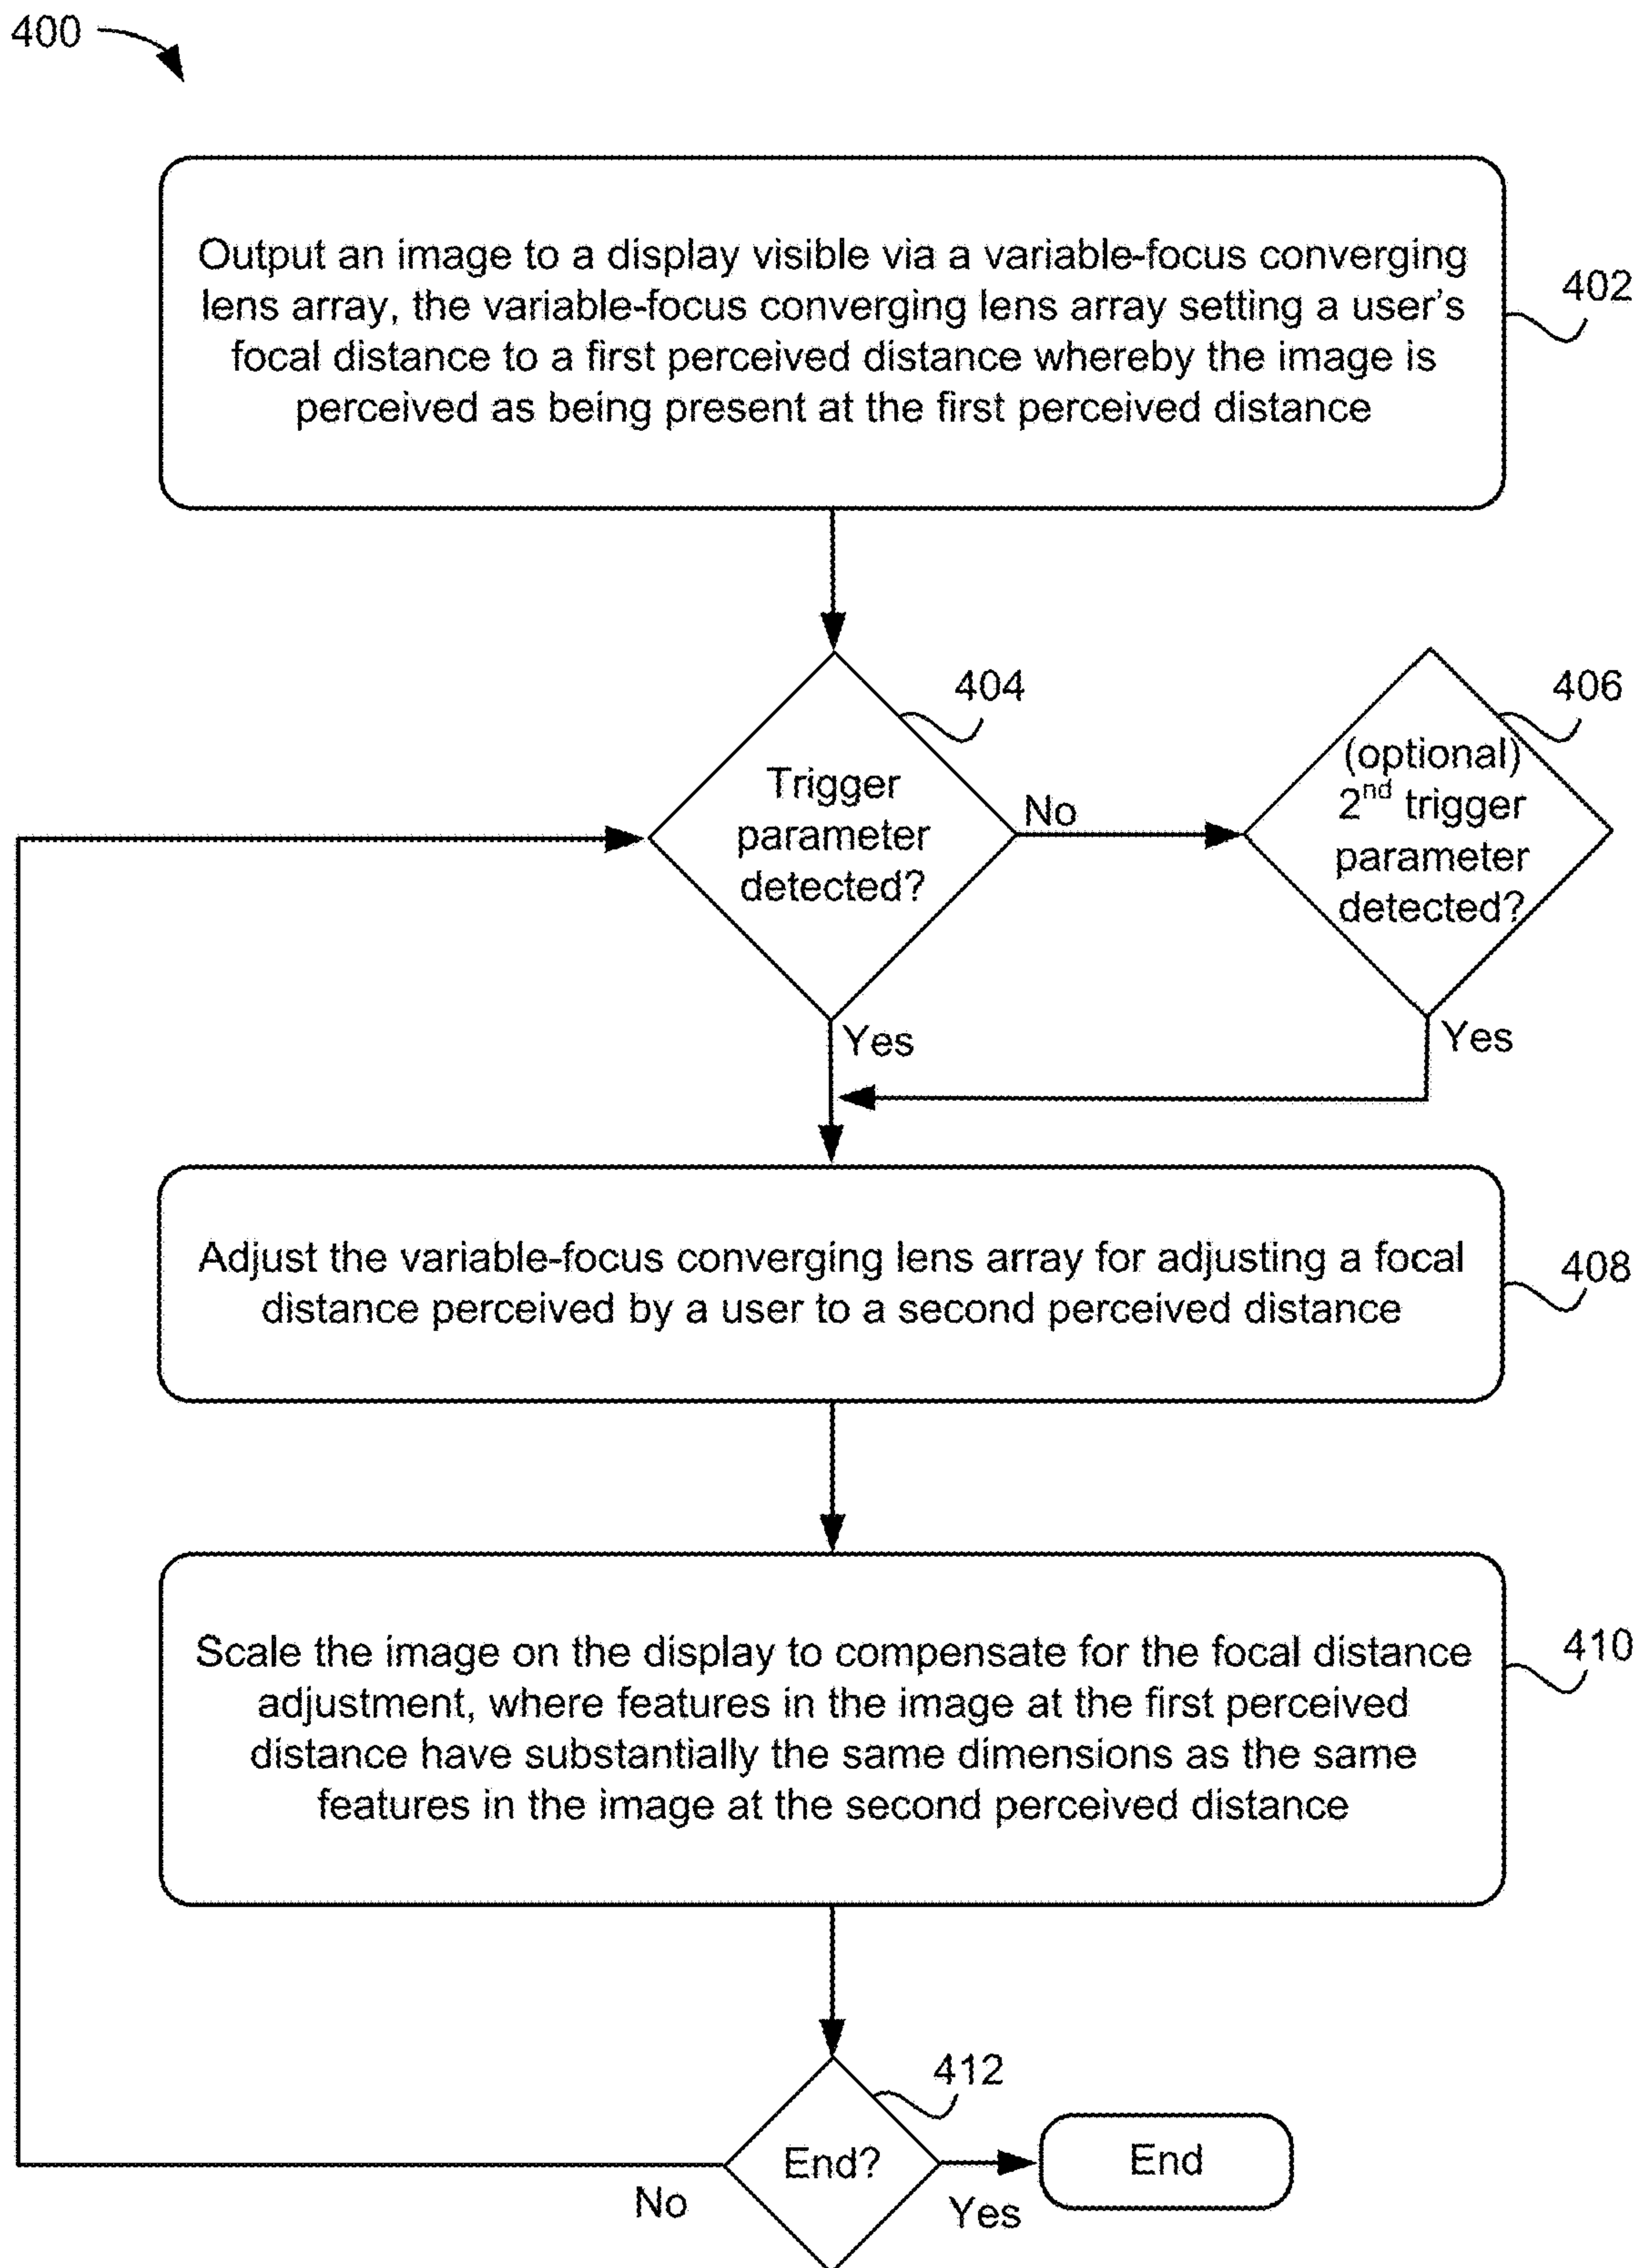 400
Output an image to a display visible via a variable-focus converging
lens array, the variable-focus converging lens array setting a user's
focal distance to a first perceived distance whereby the image is
perceived as being present at the first perceived distance
402
404
406
Trigger
parameter
detected?
No
(optional)
2nd trigger
parameter
detected?
Yes
Yes
Adjust the variable-focus converging lens array for adjusting a focal
distance perceived by a user to a second perceived distance
408
Scale the image on the display to compensate for the focal distance
adjustment, where features in the image at the first perceived
distance have substantially the same dimensions as the same
features in the image at the second perceived distance
410
412
End?
End
No
Yes